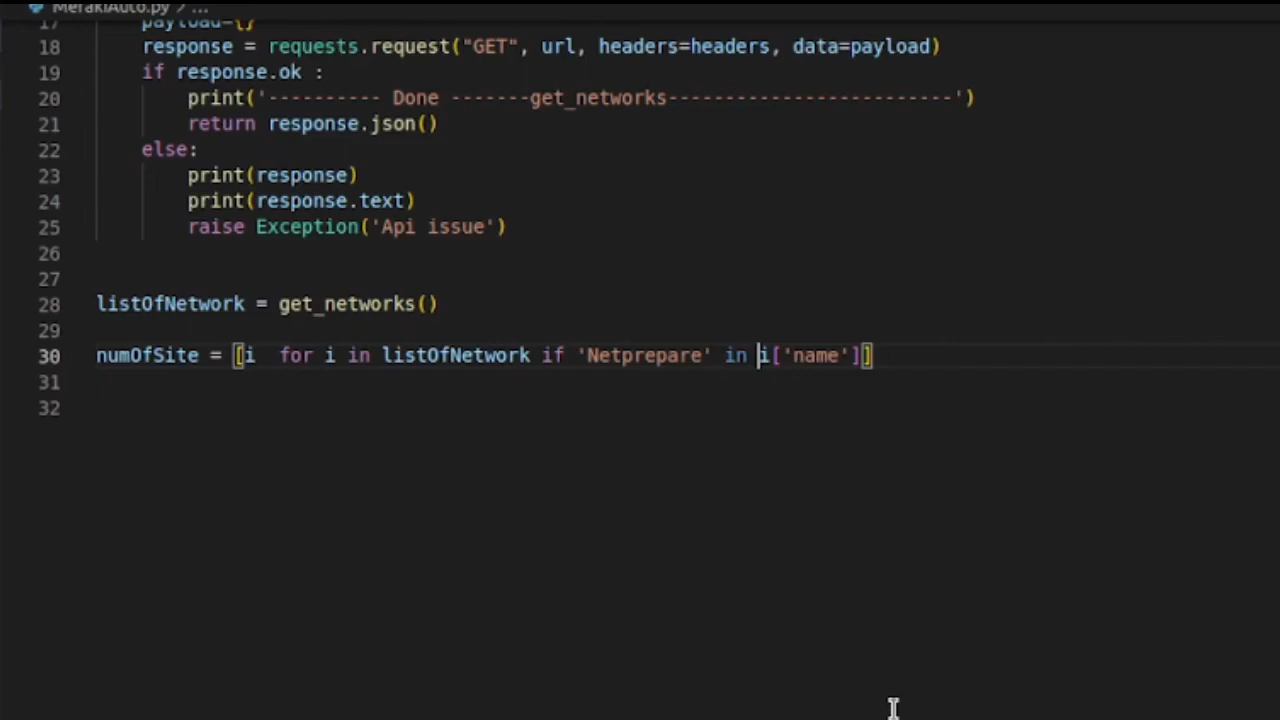 MerakiAuto.py > ...
17 payload={}
18 response = requests.request("GET", url, headers=headers, data=payload)
19 if response.ok :
20 print('---------- Done -------get_networks-------------------------')
21 return response.json()
22 else:
23 print(response)
24 print(response.text)
25 raise Exception('Api issue')
26
27
28 listOfNetwork = get_networks()
29
30 numOfSite = [i  for i in listOfNetwork if 'Netprepare' in i['name']]
31
32